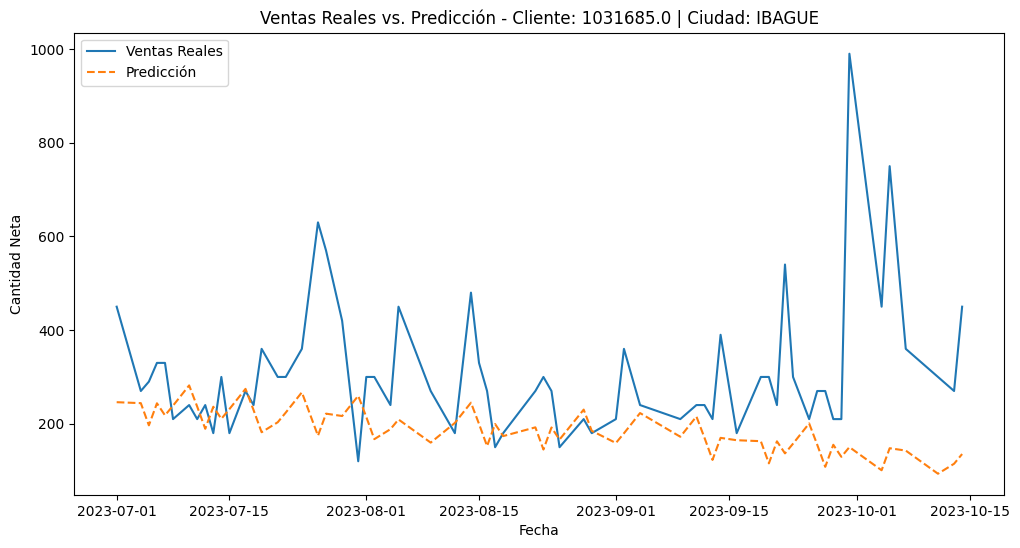 Ventas Reales vs. Predicción - Cliente: 1031685.0 | Ciudad: IBAGUE
Ventas Reales
Predicción
Cantidad Neta
1000
800
600
400
200
2023-07-01
2023-07-15
2023-08-01
2023-08-15
2023-09-01
2023-09-15
2023-10-01
2023-10-15
Fecha